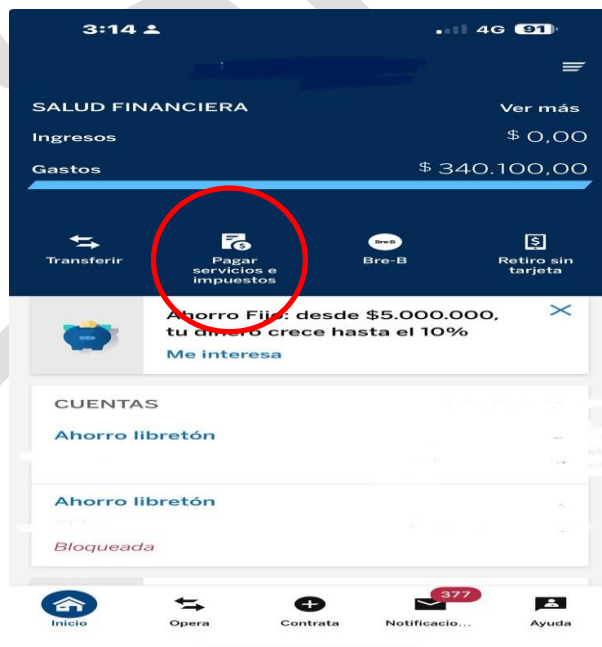 3:14
4G 91
SALUD FINANCIERA Ver más
Ingresos $ 0,00
Gastos $ 340.100,00
Transferir
Pagar
servicios e
impuestos
Bre-B
Bre-B
Retiro sin
tarjeta
Ahorro Fijo: desde $5.000.000,
tu dinero crece hasta el 10%
Me interesa
CUENTAS
Ahorro libretón
Ahorro libretón
Bloqueada
377
Inicio
Opera
Contrata
Notificacio...
Ayuda